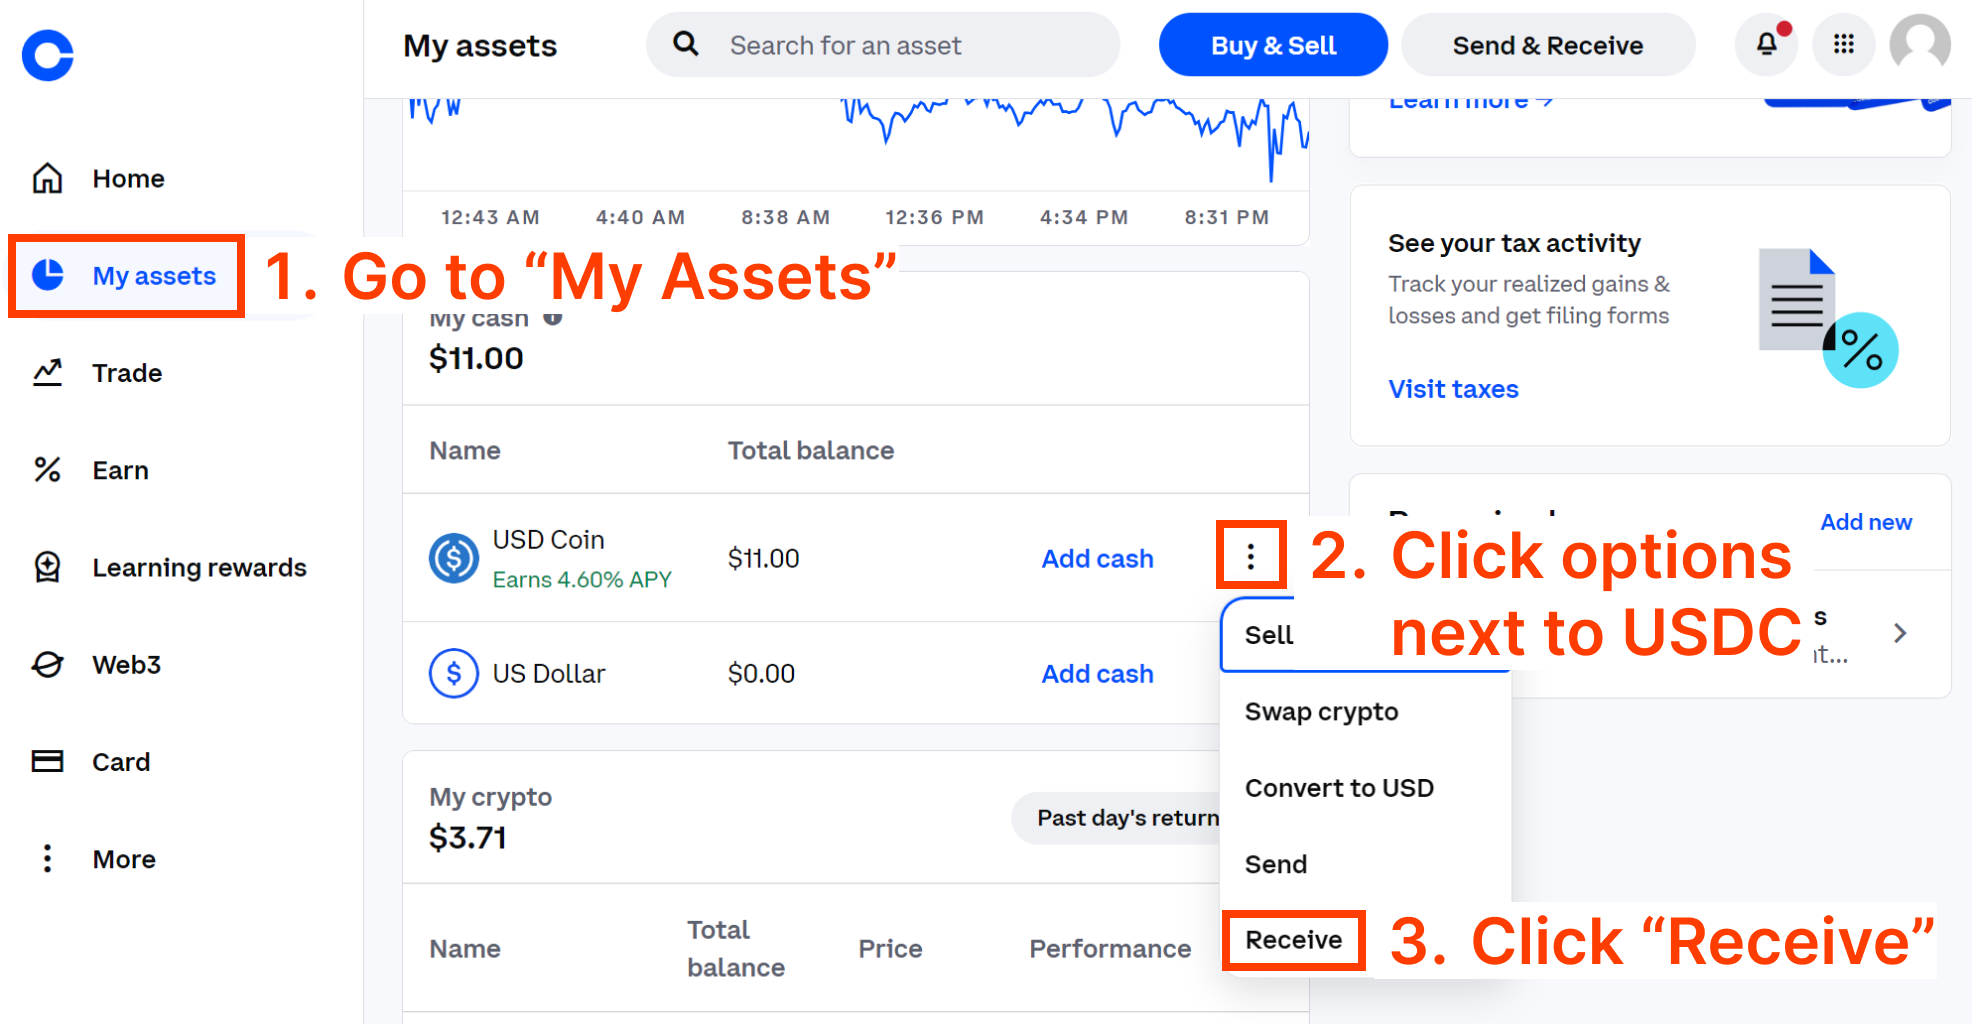 My assets
Search for an asset
Buy & Sell
Send & Receive
Home
My assets
Trade
Earn
Learning rewards
Web3
Card
More
12:43 AM 4:40 AM 8:38 AM 12:36 PM 4:34 PM 8:31 PM
1. Go to “My Assets”
My cash
$11.00
Name Total balance
USD Coin
Earns 4.60% APY
$11.00
Add cash
US Dollar
$0.00
Add cash
2. Click options
next to USDC
Sell
Swap crypto
Convert to USD
Send
Receive
3. Click “Receive”
My crypto
$3.71
Past day's return
Name
Total
balance
Price
Performance
Learn more
See your tax activity
Track your realized gains &
losses and get filing forms
Visit taxes
Add new